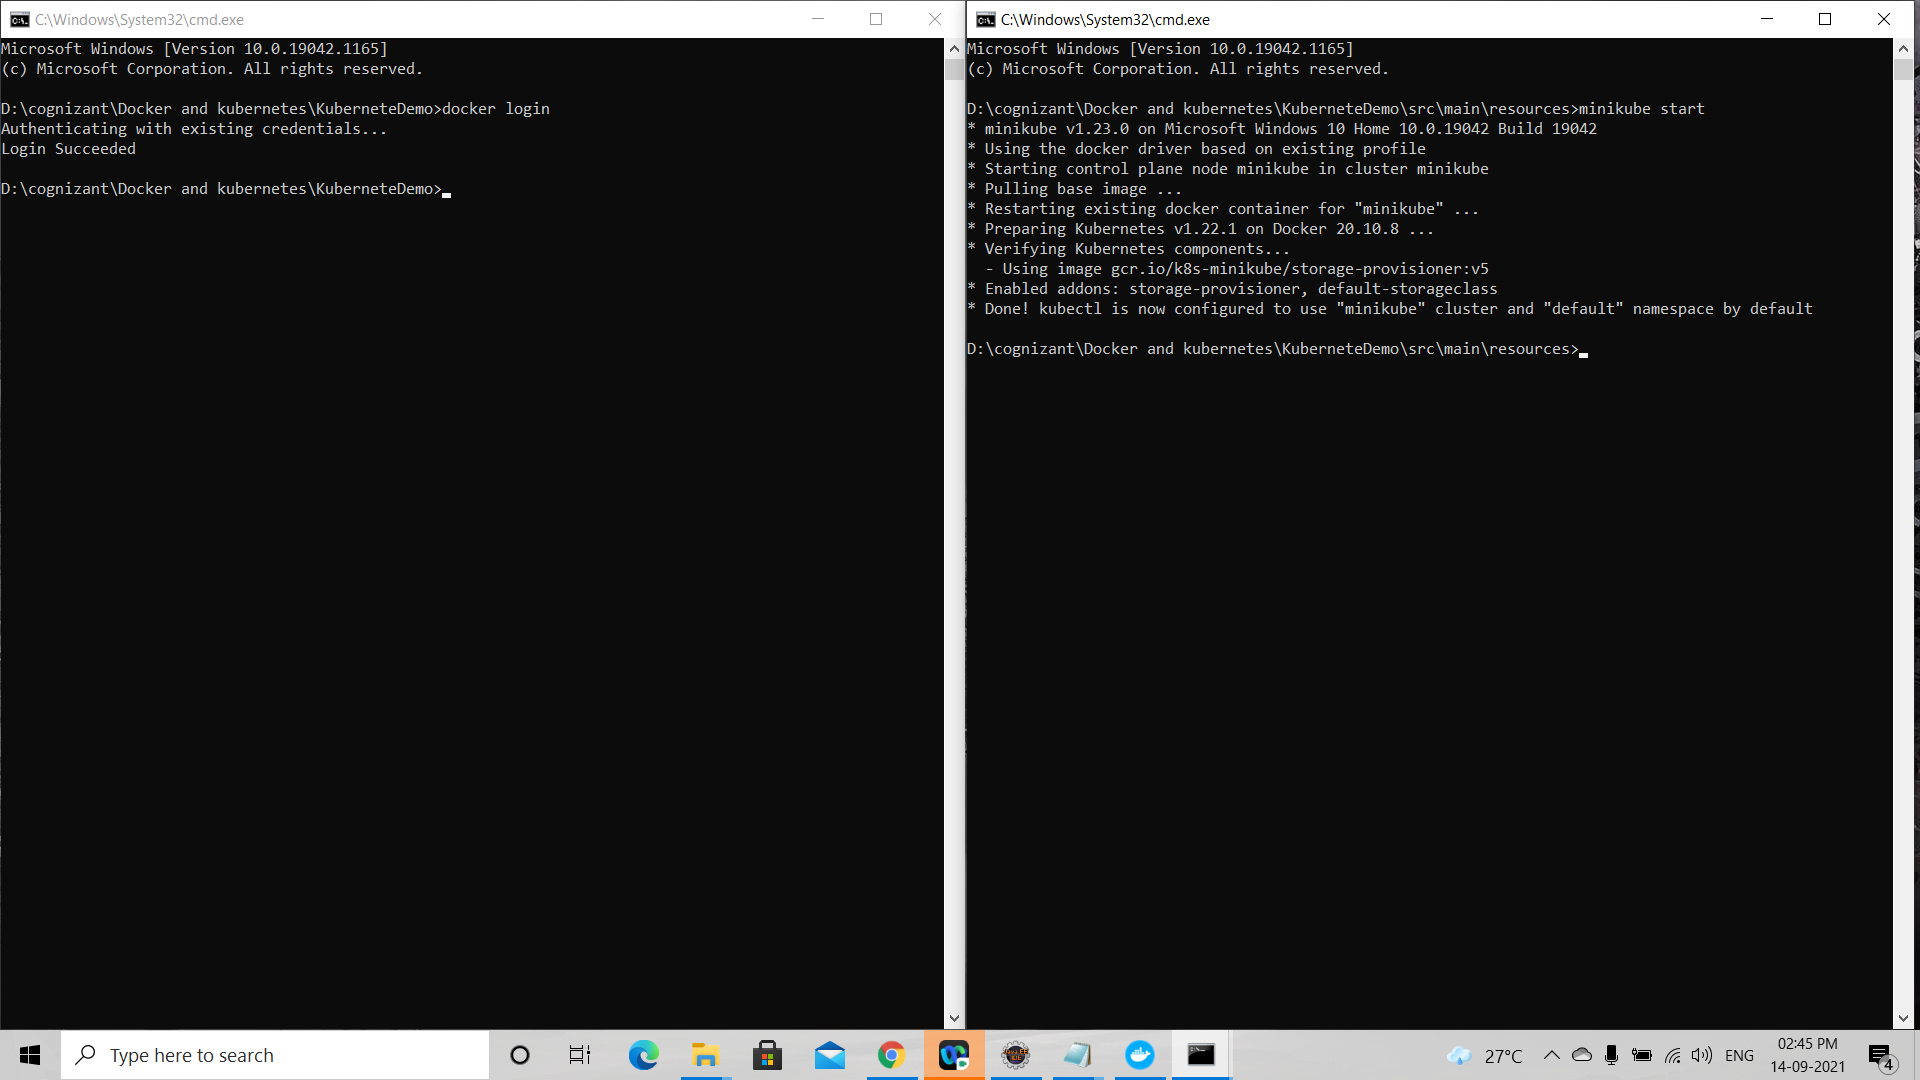 C:\Windows\System32\cmd.exe
Microsoft Windows [Version 10.0.19042.1165]
(c) Microsoft Corporation. All rights reserved.
D:\cognizant\Docker and kubernetes\KuberneteDemo>docker login
Authenticating with existing credentials...
Login Succeeded
D:\cognizant\Docker and kubernetes\KuberneteDemo>
C:\Windows\System32\cmd.exe
Microsoft Windows [Version 10.0.19042.1165]
(c) Microsoft Corporation. All rights reserved.
D:\cognizant\Docker and kubernetes\KuberneteDemo\src\main\resources>minikube start
* minikube v1.23.0 on Microsoft Windows 10 Home 10.0.19042 Build 19042
* Using the docker driver based on existing profile
* Starting control plane node minikube in cluster minikube
* Pulling base image ...
* Restarting existing docker container for "minikube" ...
* Preparing Kubernetes v1.22.1 on Docker 20.10.8 ...
* Verifying Kubernetes components...
- Using image gcr.io/k8s-minikube/storage-provisioner:v5
* Enabled addons: storage-provisioner, default-storageclass
* Done! kubectl is now configured to use "minikube" cluster and "default" namespace by default
D:\cognizant\Docker and kubernetes\KuberneteDemo\src\main\resources>
Type here to search
27°C
ENG
02:45 PM
14-09-2021
4